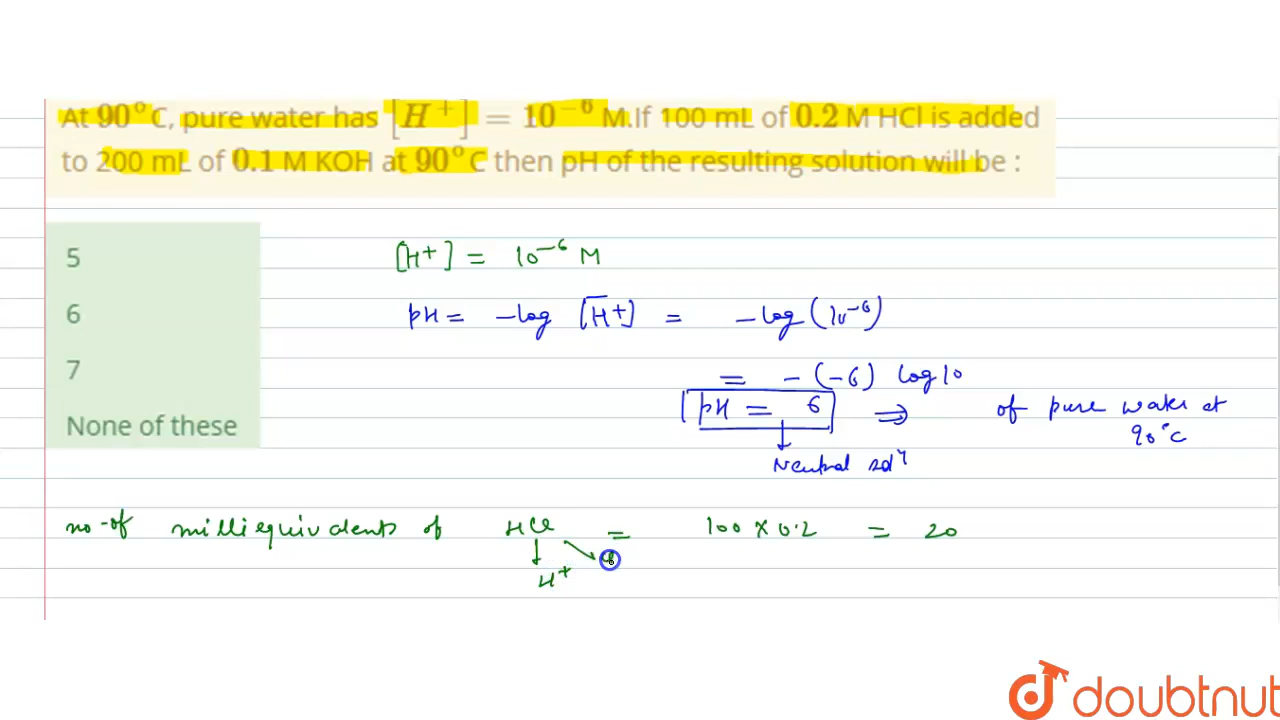 At 90°C, pure water has [H⁺] = 10⁻⁶ M.If 100 mL of 0.2 M HCl is added
to 200 mL of 0.1 M KOH at 90°C then pH of the resulting solution will be :
5
6
7
None of these
[H⁺] = 10⁻⁶ M
pH = -log [H⁺] = -log (10⁻⁶)
= -(-6) log 10
pH = 6 ⇒ of pure water at
90°C
Neutral solⁿ
no-of milliequivalents of HCl = 100 × 0.2 = 20
H⁺
doubtnut